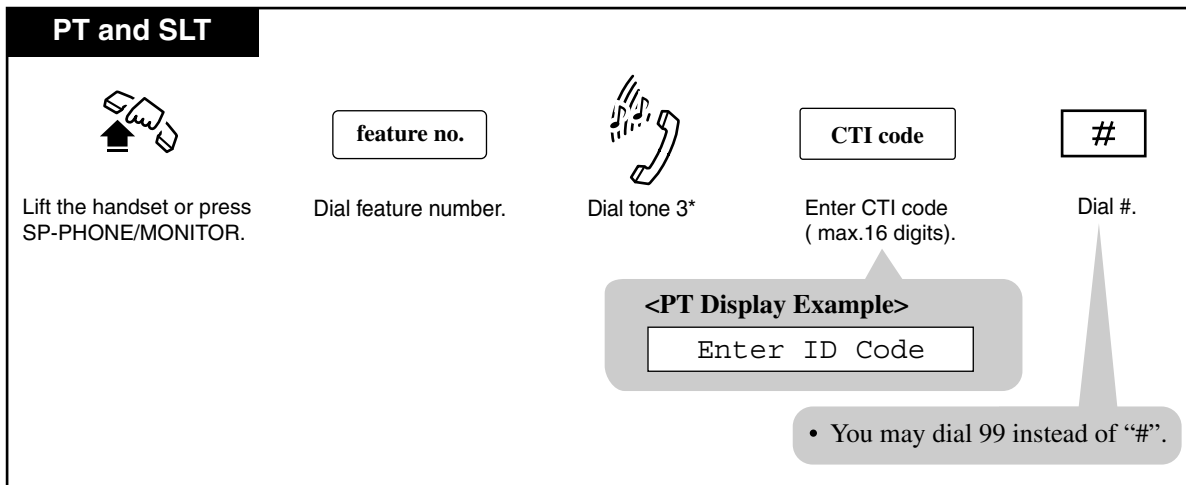 PT and SLT
feature no.
CTI code
#
Lift the handset or press
SP-PHONE/MONITOR.
Dial feature number.
Dial tone 3*
Enter CTI code
( max.16 digits).
Dial #.
<PT Display Example>
Enter ID Code
• You may dial 99 instead of “#”.